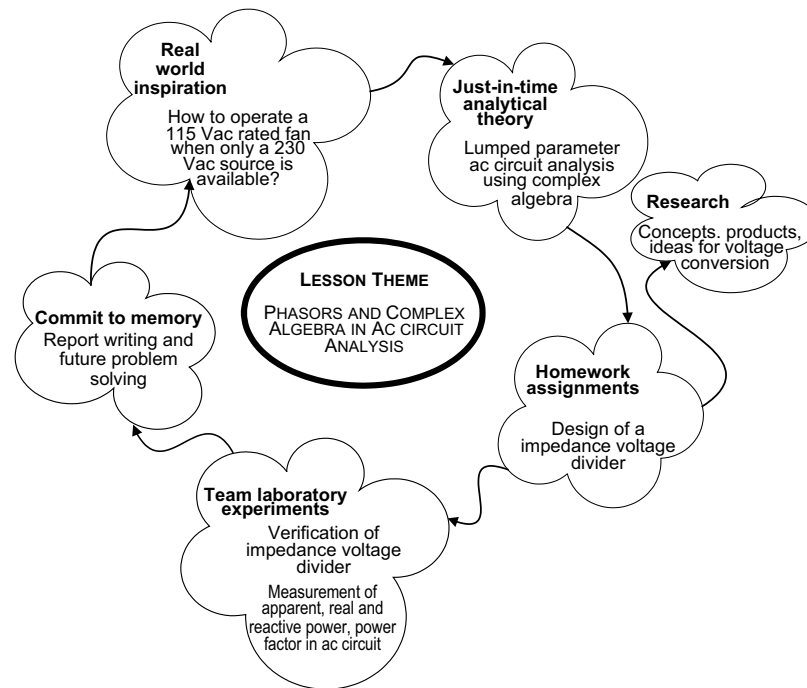 Real
world
inspiration
How to operate a
115 Vac rated fan
when only a 230
Vac source is
available?
Just-in-time
analytical
theory
Lumped parameter
ac circuit analysis
using complex
algebra
Research
Concepts. products,
ideas for voltage
conversion
LESSON THEME
PHASORS AND COMPLEX
ALGEBRA IN AC CIRCUIT
ANALYSIS
Commit to memory
Report writing and
future problem
solving
Homework
assignments
Design of a
impedance voltage
divider
Team laboratory
experiments
Verification of
impedance voltage
divider
Measurement of
apparent, real and
reactive power, power
factor in ac circuit